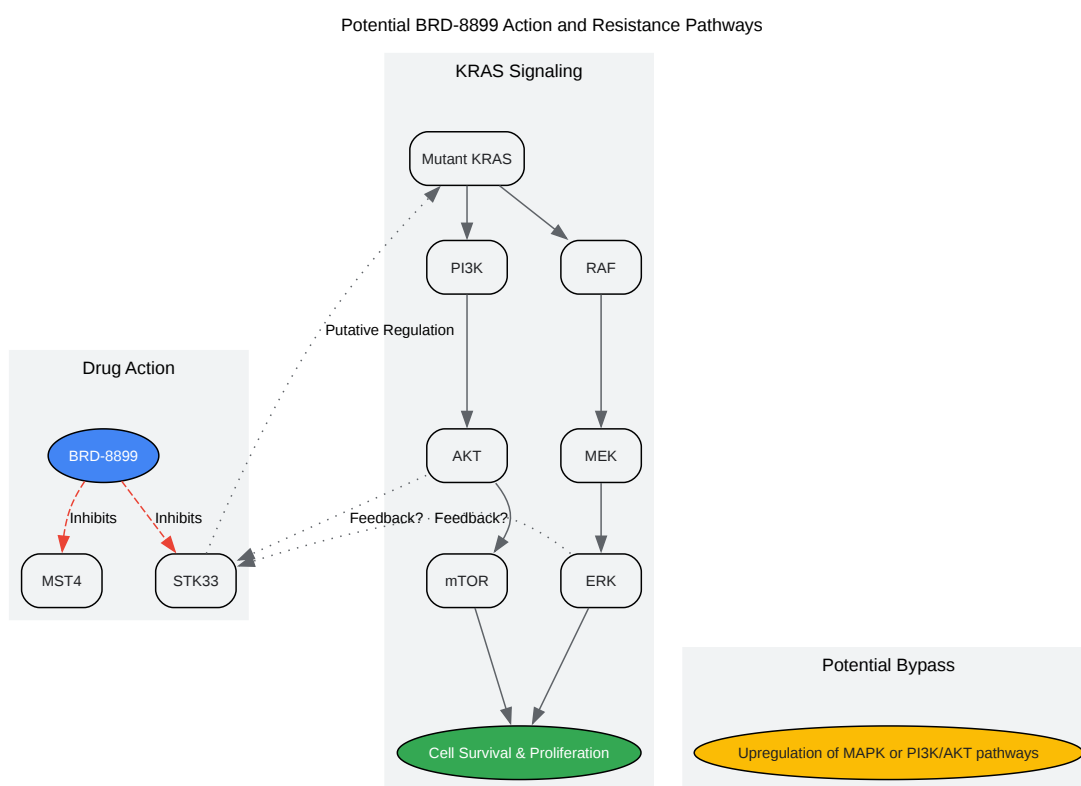 Potential BRD-8899 Action and Resistance Pathways
KRAS Signaling
Mutant KRAS
PI3K
RAF
Putative Regulation
Drug Action
BRD-8899
AKT
MEK
Inhibits
Inhibits
Feedback?
Feedback?
MST4
STK33
mTOR
ERK
Potential Bypass
Cell Survival & Proliferation
Upregulation of MAPK or PI3K/AKT pathways